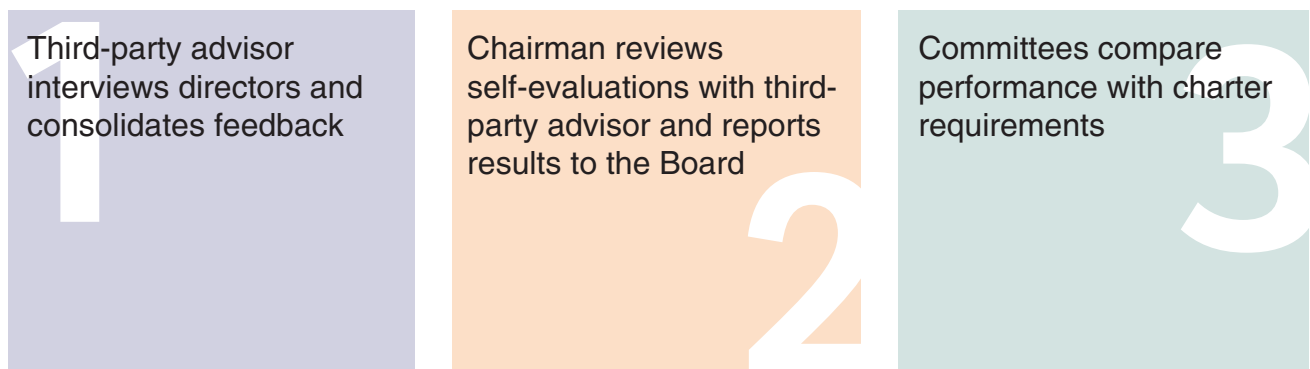 1
Third-party advisor
interviews directors and
consolidates feedback
2
Chairman reviews
self-evaluations with third-
party advisor and reports
results to the Board
3
Committees compare
performance with charter
requirements